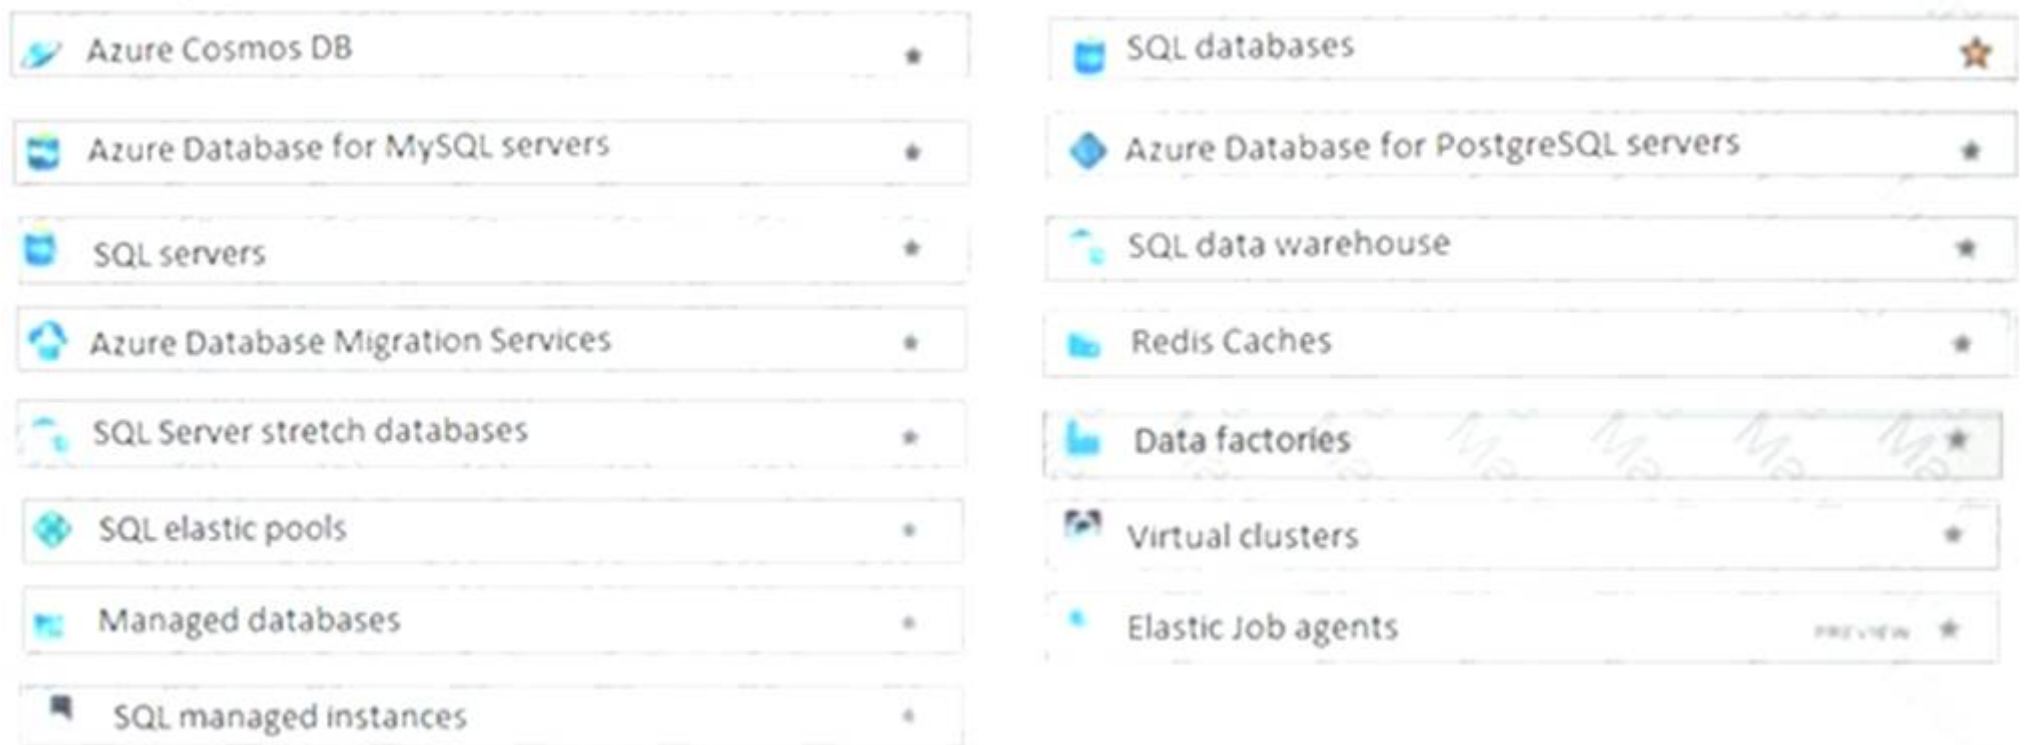 Azure Cosmos DB
SQL databases
Azure Database for MySQL servers
Azure Database for PostgreSQL servers
SQL servers
SQL data warehouse
Azure Database Migration Services
Redis Caches
SQL Server stretch databases
Data factories
SQL elastic pools
Virtual clusters
Managed databases
Elastic Job agents
PREVIEW
SQL managed instances